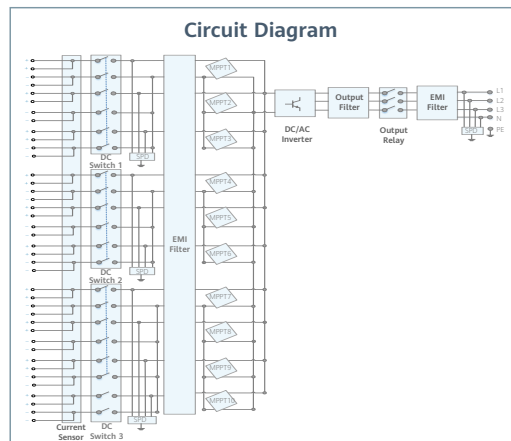 Circuit Diagram
MPPT1
MPPT2
MPPT3
DC
Switch 1
SPD
MPPT4
MPPT5
MPPT6
EMI
Filter
DC
Switch 2
SPD
MPPT7
MPPT8
MPPT9
MPPT10
Current
Sensor
DC
Switch 3
SPD
DC/AC
Inverter
Output
Filter
Output
Relay
EMI
Filter
L1
L2
L3
N
PE
SPD